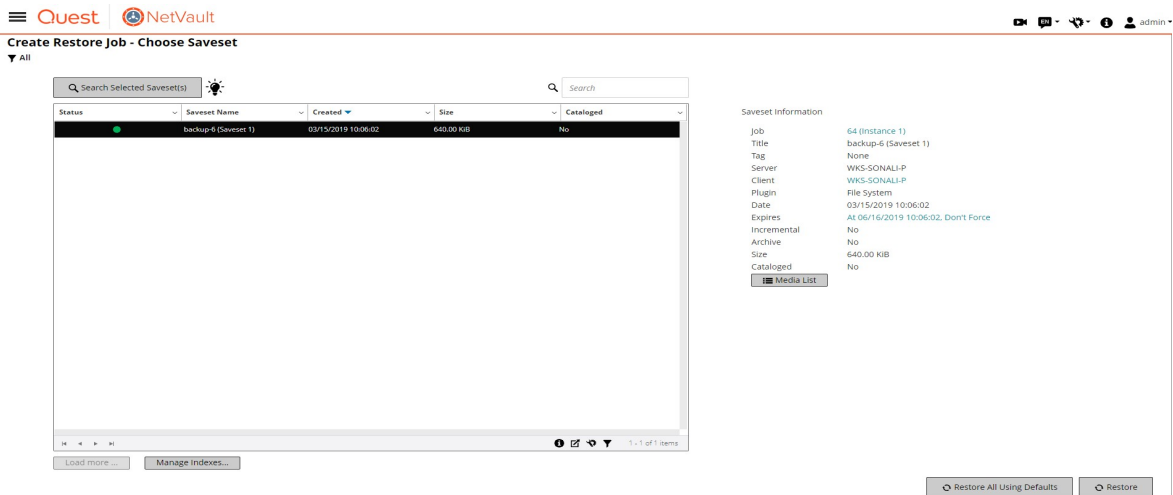 Quest NetVault
EN admin
Create Restore Job - Choose Saveset
All
Search Selected Saveset(s) Search
Status Saveset Name Created Size Cataloged
backup-6 (Saveset 1) 03/15/2019 10:06:02 640.00 KiB No
Saveset Information
Job 64 (Instance 1)
Title backup-6 (Saveset 1)
Tag None
Server WKS-SONALI-P
Client WKS-SONALI-P
Plugin File System
Date 03/15/2019 10:06:02
Expires At 06/16/2019 10:06:02, Don't Force
Incremental No
Archive No
Size 640.00 KiB
Cataloged No
Media List
1 - 1 of 1 items
Load more ... Manage Indexes...
Restore All Using Defaults Restore